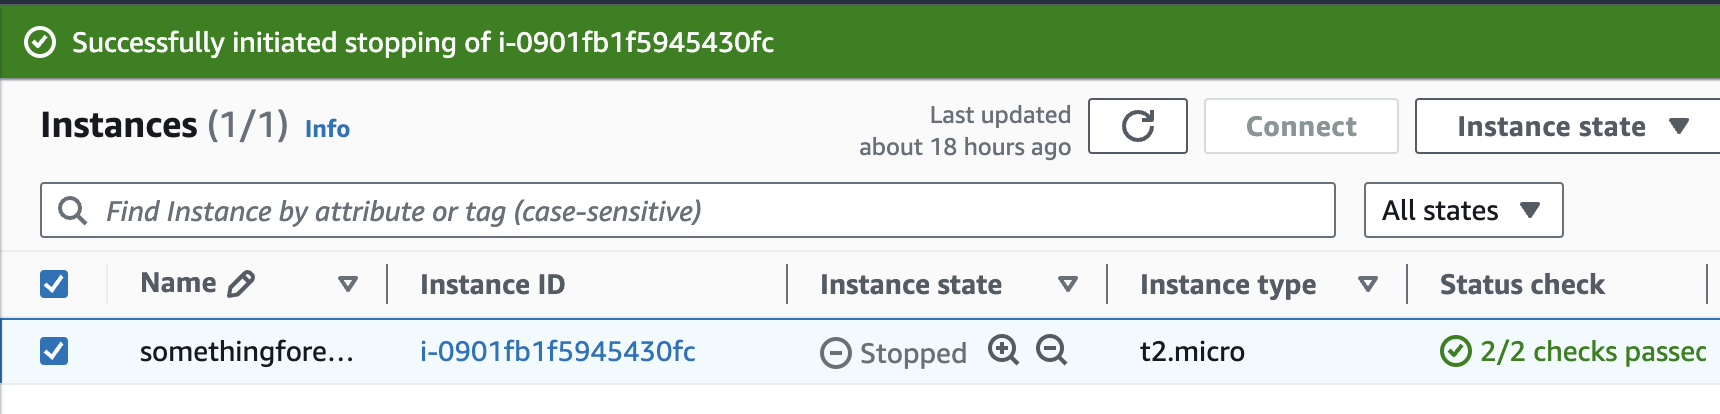 Successfully initiated stopping of i-0901fb1f5945430fc
Instances (1/1) Info
Last updated
about 18 hours ago
Connect
Instance state
Find Instance by attribute or tag (case-sensitive)
All states
Name Instance ID Instance state Instance type Status check
somethingfore... i-0901fb1f5945430fc Stopped t2.micro 2/2 checks passec